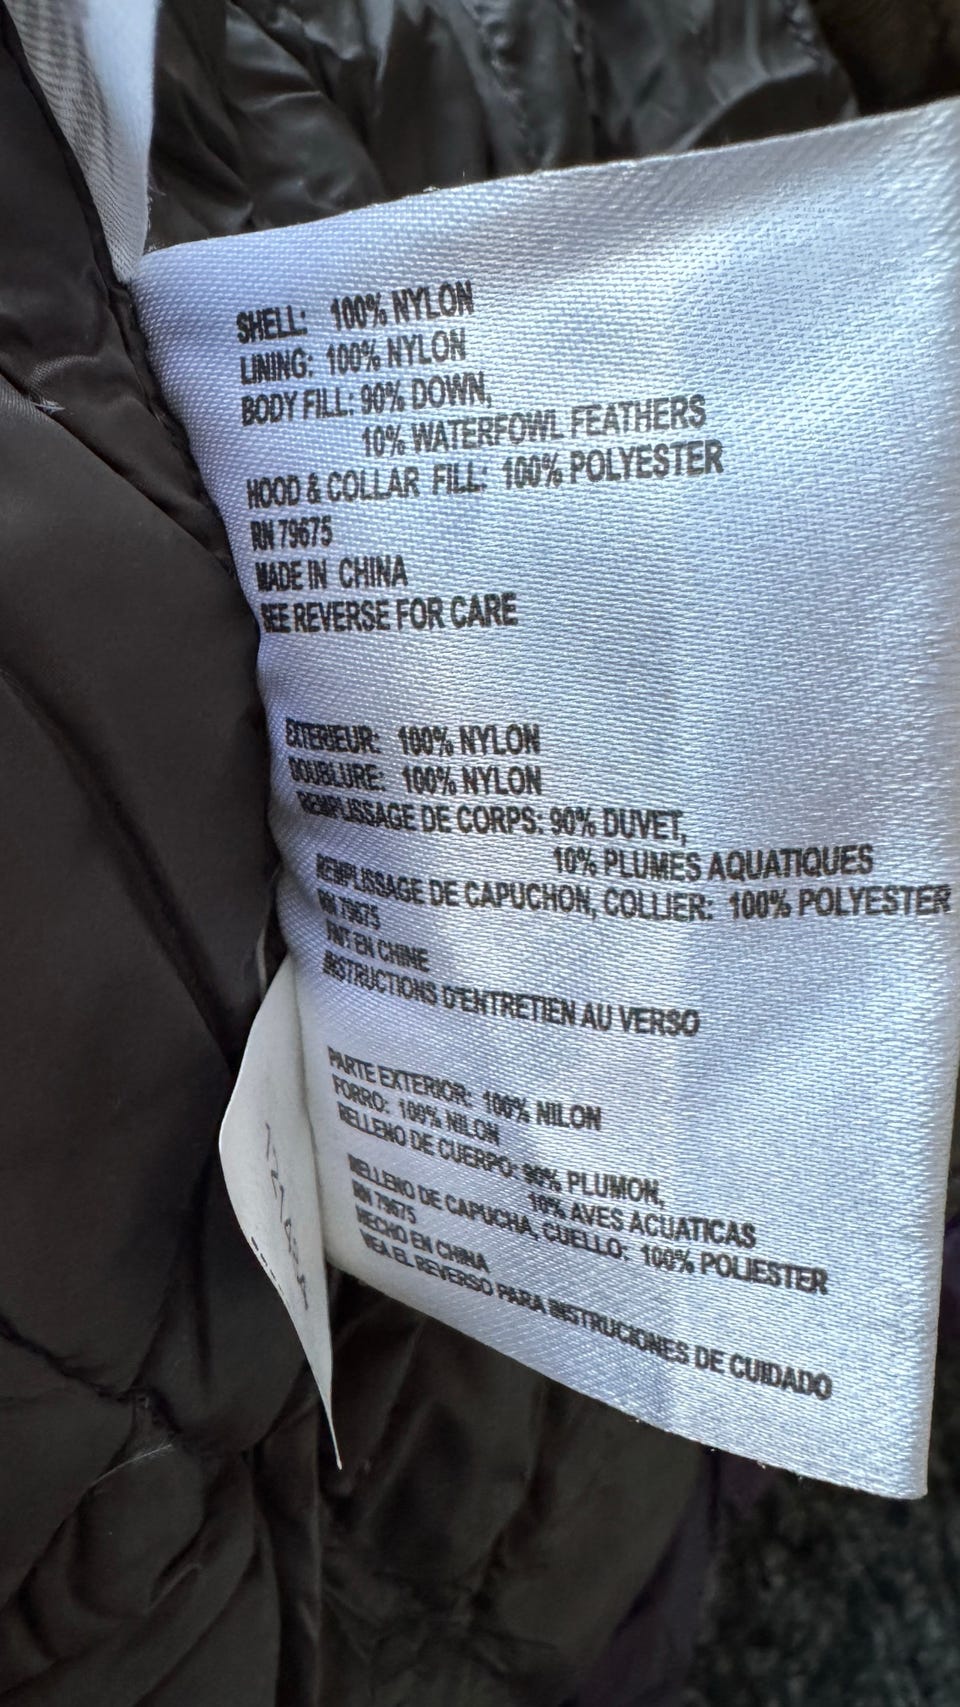 SHELL: 100% NYLON
LINING: 100% NYLON
BODY FILL: 90% DOWN,
10% WATERFOWL FEATHERS
HOOD & COLLAR FILL: 100% POLYESTER
RN 79675
MADE IN CHINA
SEE REVERSE FOR CARE
EXTERIEUR: 100% NYLON
DOUBLURE: 100% NYLON
REMPLISSAGE DE CORPS: 90% DUVET,
10% PLUMES AQUATIQUES
REMPLISSAGE DE CAPUCHON, COLLIER: 100% POLYESTER
RN 79675
FAIT EN CHINE
INSTRUCTIONS D'ENTRETIEN AU VERSO
PARTE EXTERIOR: 100% NILON
FORRO: 100% NILON
RELLENO DE CUERPO: 90% PLUMON,
10% AVES ACUATICAS
RELLENO DE CAPUCHA, CUELLO: 100% POLIESTER
RN 79675
HECHO EN CHINA
VEA EL REVERSO PARA INSTRUCIONES DE CUIDADO